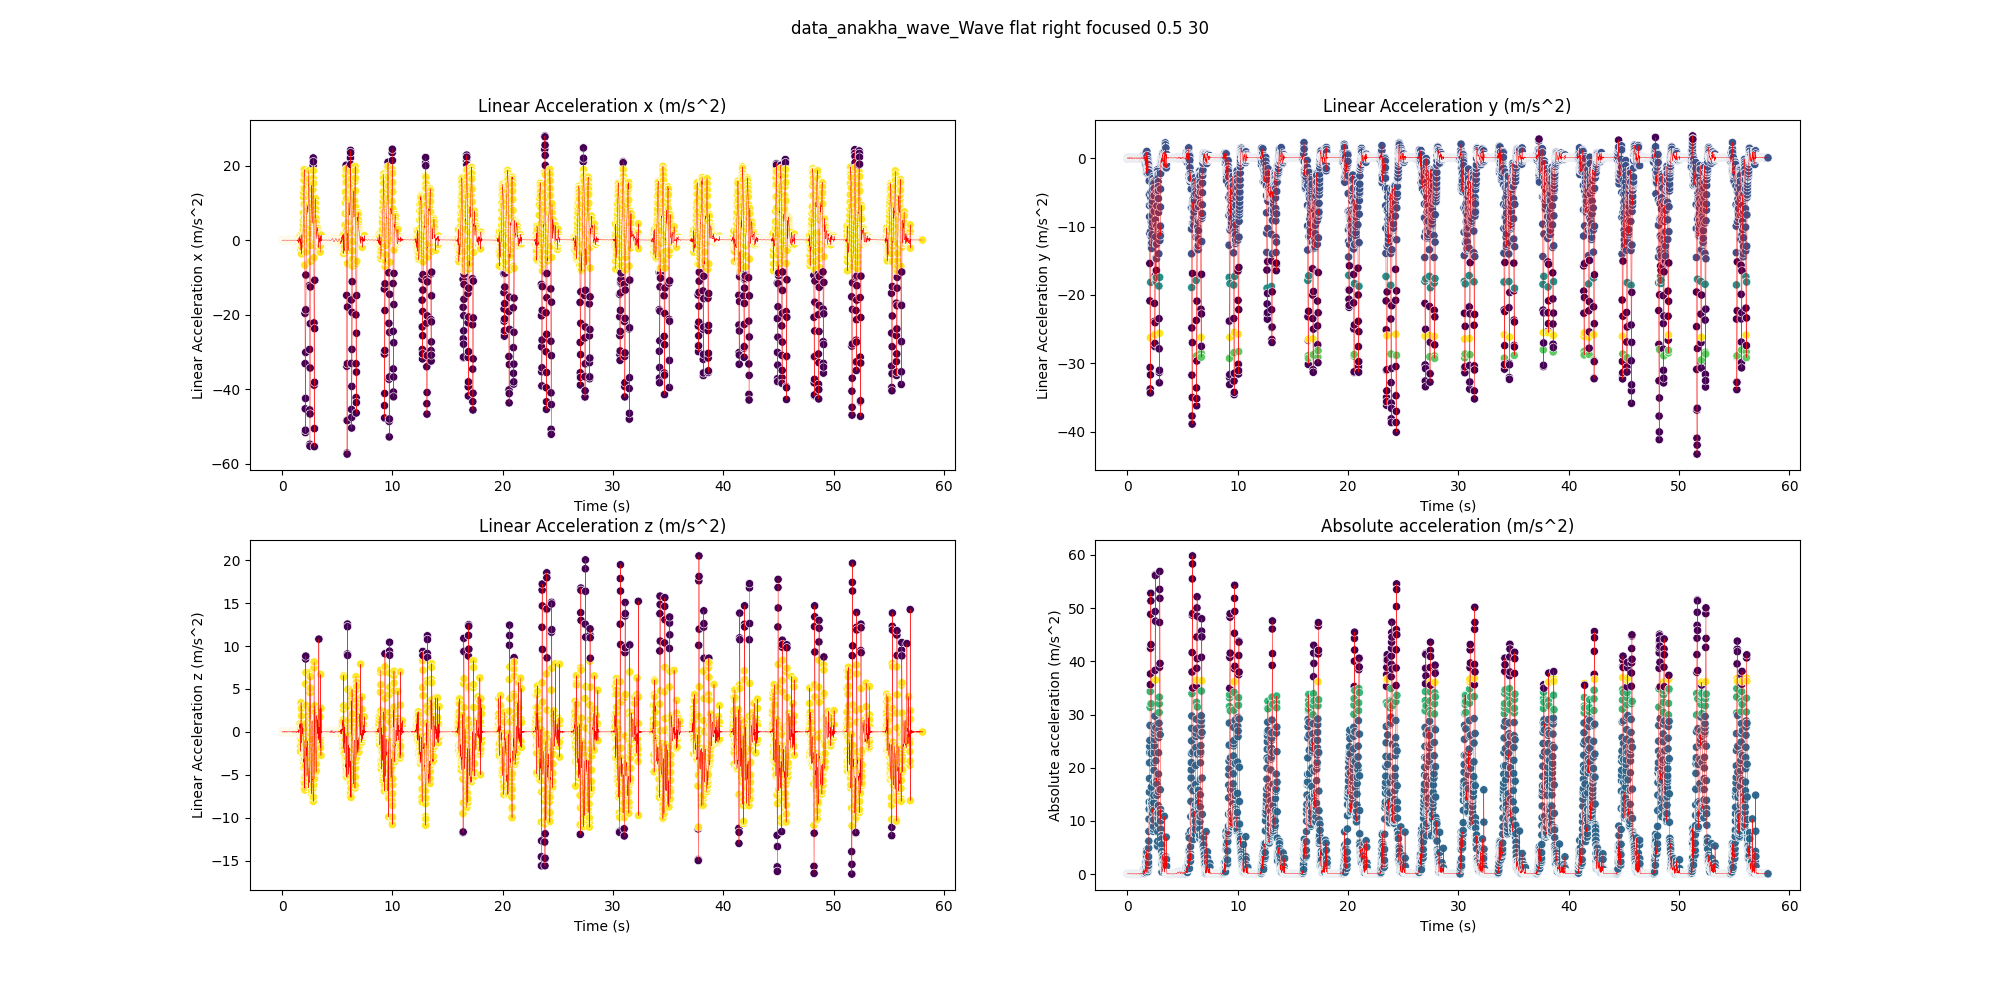 data_anakha_wave_Wave flat right focused 0.5 30
Linear Acceleration x (m/s^2)
Linear Acceleration x (m/s^2)
20
0
−20
−40
−60
0 10 20 30 40 50 60
Time (s)
Linear Acceleration y (m/s^2)
Linear Acceleration y (m/s^2)
0
−10
−20
−30
−40
0 10 20 30 40 50 60
Time (s)
Linear Acceleration z (m/s^2)
Linear Acceleration z (m/s^2)
20
15
10
5
0
−5
−10
−15
0 10 20 30 40 50 60
Time (s)
Absolute acceleration (m/s^2)
Absolute acceleration (m/s^2)
60
50
40
30
20
10
0
0 10 20 30 40 50 60
Time (s)